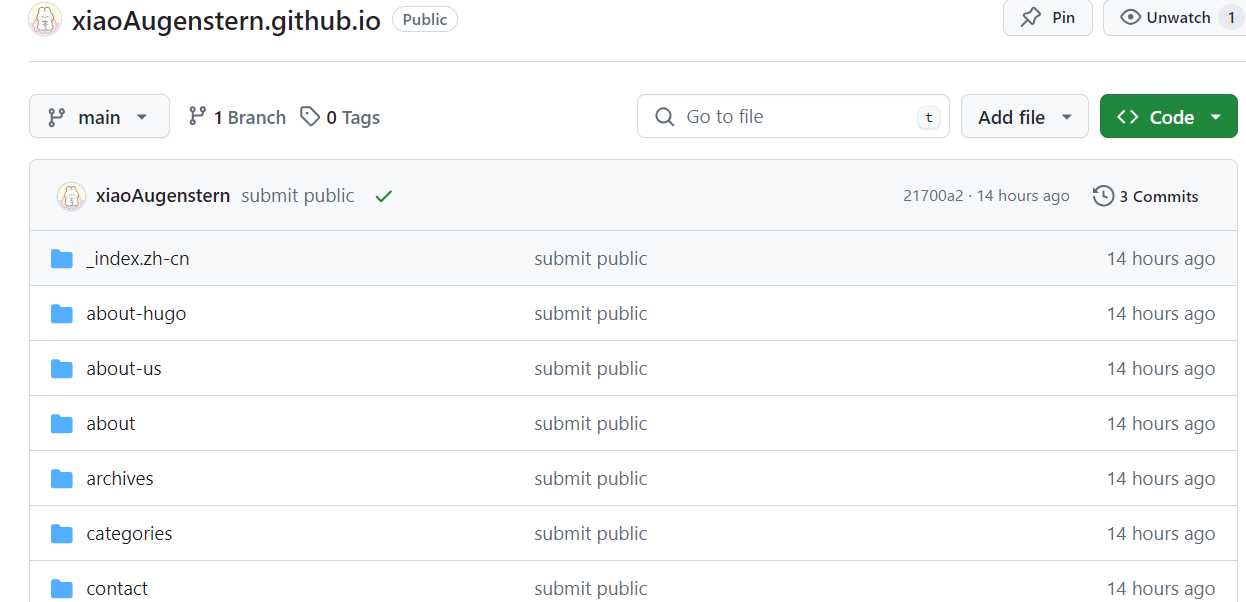 xiaoAugenstern.github.io Public Pin Unwatch 1
main 1 Branch 0 Tags Go to file t Add file Code
xiaoAugenstern submit public 21700a2 · 14 hours ago 3 Commits
_index.zh-cn submit public 14 hours ago
about-hugo submit public 14 hours ago
about-us submit public 14 hours ago
about submit public 14 hours ago
archives submit public 14 hours ago
categories submit public 14 hours ago
contact submit public 14 hours ago